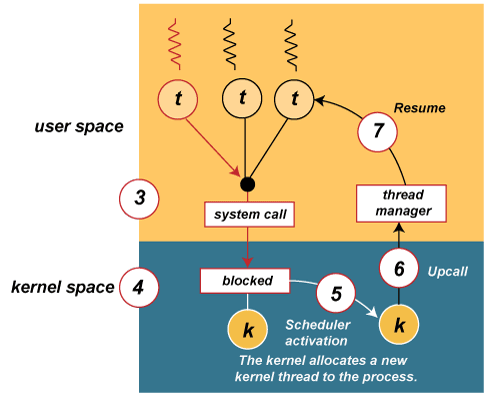 t
t
t
Resume
7
user space
3
thread
manager
system call
kernel space
4
blocked
5
6
Upcall
k
Scheduler
activation
k
The kernel allocates a new
kernel thread to the process.